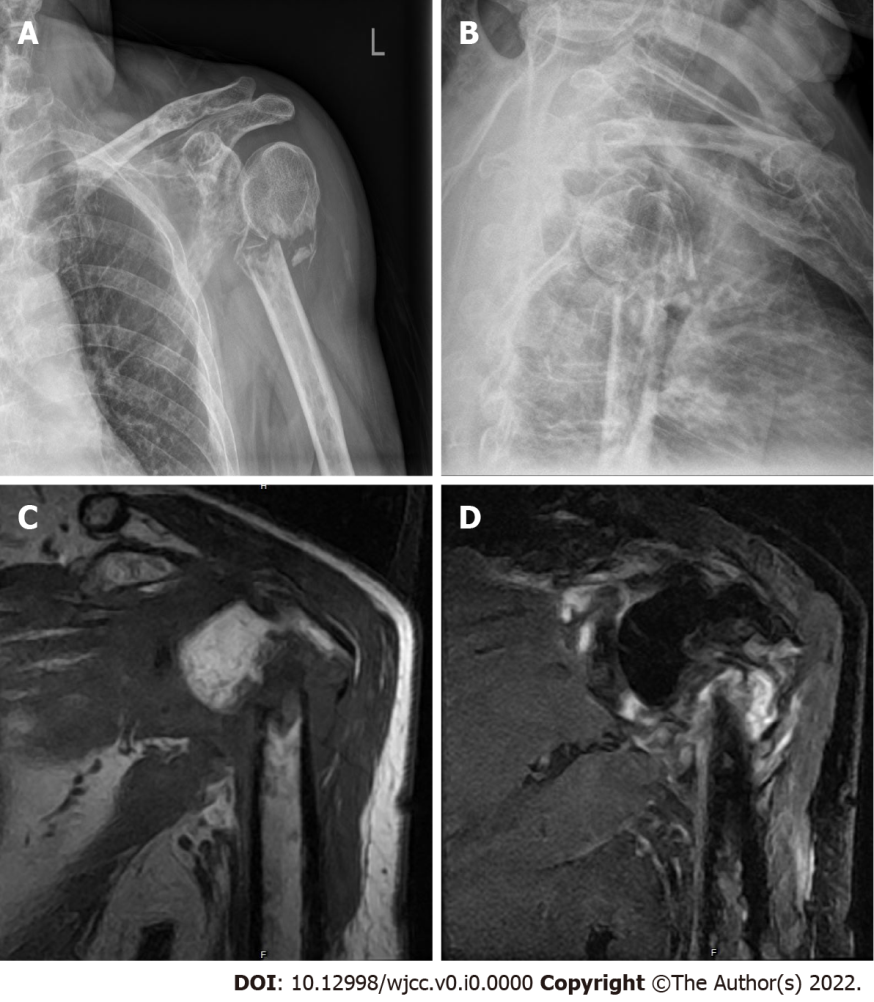 A
L
B
H
C
D
F
F
DOI: 10.12998/wjcc.v0.i0.0000 Copyright ©The Author(s) 2022.